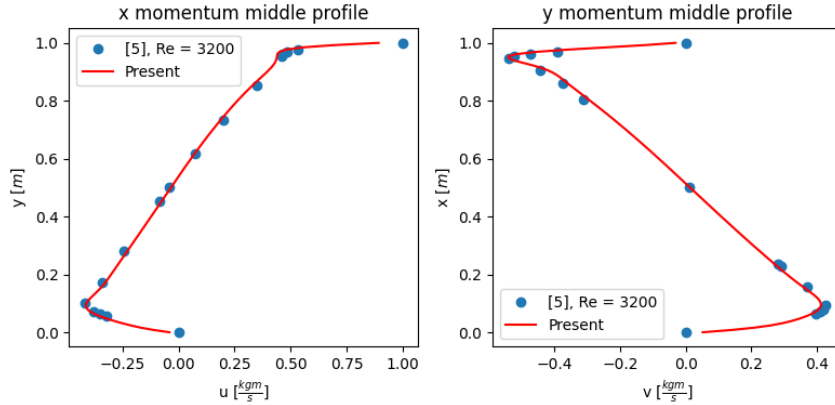 x momentum middle profile
y [m]
1.0
0.8
0.6
0.4
0.2
0.0
[5], Re = 3200
Present
−0.25
0.00
0.25
0.50
0.75
1.00
u [kgm/s]
y momentum middle profile
x [m]
1.0
0.8
0.6
0.4
0.2
0.0
[5], Re = 3200
Present
−0.4
−0.2
0.0
0.2
0.4
v [kgm/s]